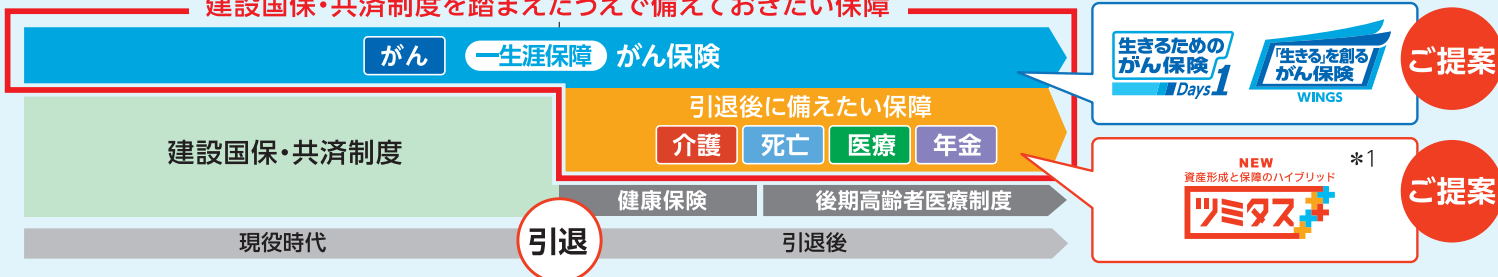 建設国保・共済制度を踏まえたうえで備えておきたい保障
がん 一生涯保障 がん保険
生きるための
がん保険
Days1
「生きる」を創る
がん保険
WINGS
ご提案
建設国保・共済制度
引退後に備えたい保障
介護 死亡 医療 年金
NEW
*1
資産形成と保障のハイブリッド
ツミタス
ご提案
健康保険 後期高齢者医療制度
現役時代 引退 引退後